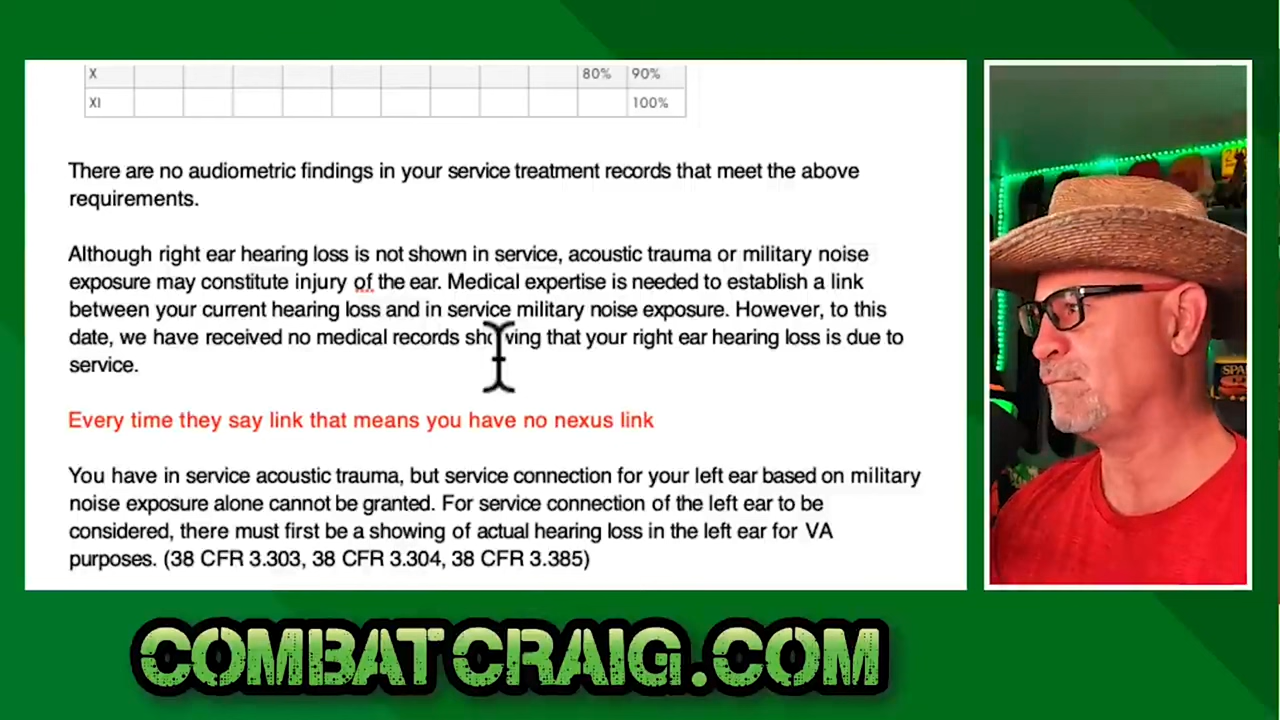 X 80% 90%
XI 100%
There are no audiometric findings in your service treatment records that meet the above
requirements.
Although right ear hearing loss is not shown in service, acoustic trauma or military noise
exposure may constitute injury of the ear. Medical expertise is needed to establish a link
between your current hearing loss and in service military noise exposure. However, to this
date, we have received no medical records showing that your right ear hearing loss is due to
service.
Every time they say link that means you have no nexus link
You have in service acoustic trauma, but service connection for your left ear based on military
noise exposure alone cannot be granted. For service connection of the left ear to be
considered, there must first be a showing of actual hearing loss in the left ear for VA
purposes. (38 CFR 3.303, 38 CFR 3.304, 38 CFR 3.385)
SPA
COMBATCRAIG.COM